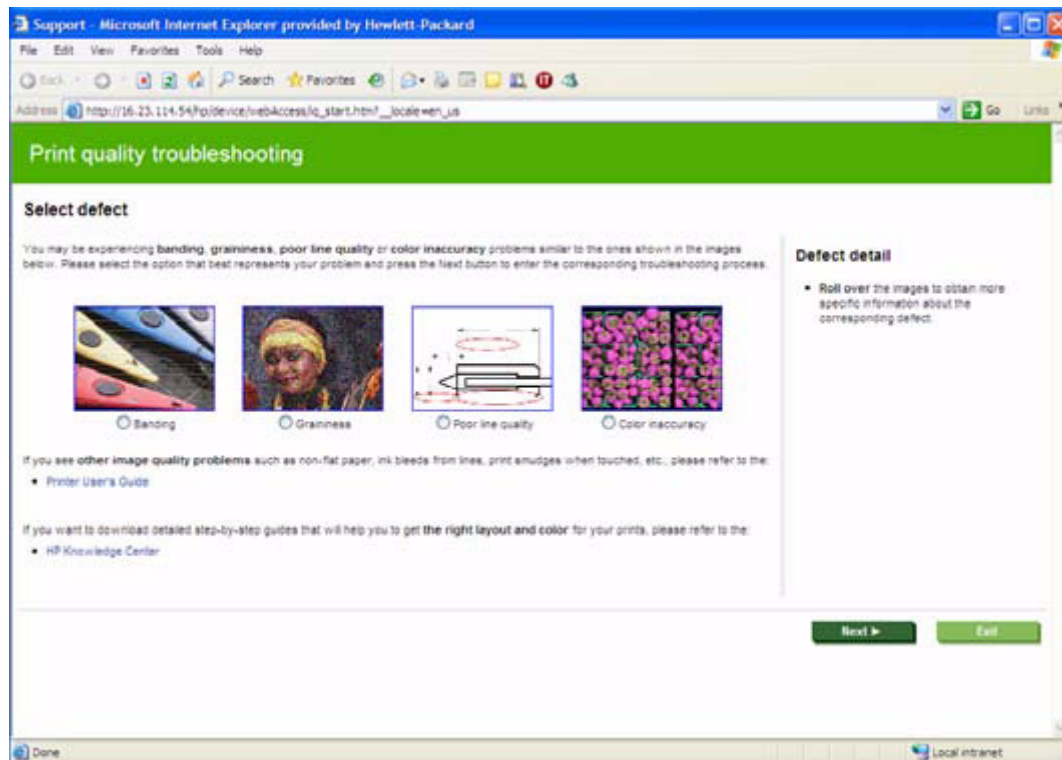 Support - Microsoft Internet Explorer provided by Hewlett-Packard
File Edit View Favorites Tools Help
Back Search Favorites
Address http://16.23.114.54/hp/device/webAccess/iq_start.htm?__locale=en_us Go Links
Print quality troubleshooting
Select defect
You may be experiencing banding, graininess, poor line quality or color inaccuracy problems similar to the ones shown in the images
below. Please select the option that best represents your problem and press the Next button to enter the corresponding troubleshooting process.
Banding Graininess Poor line quality Color inaccuracy
If you see other image quality problems such as non-flat paper, ink bleeds from lines, print smudges when touched, etc., please refer to the:
Printer User's Guide
If you want to download detailed step-by-step guides that will help you to get the right layout and color for your prints, please refer to the:
HP Knowledge Center
Defect detail
Roll over the images to obtain more
specific information about the
corresponding defect.
Next Exit
Done Local intranet